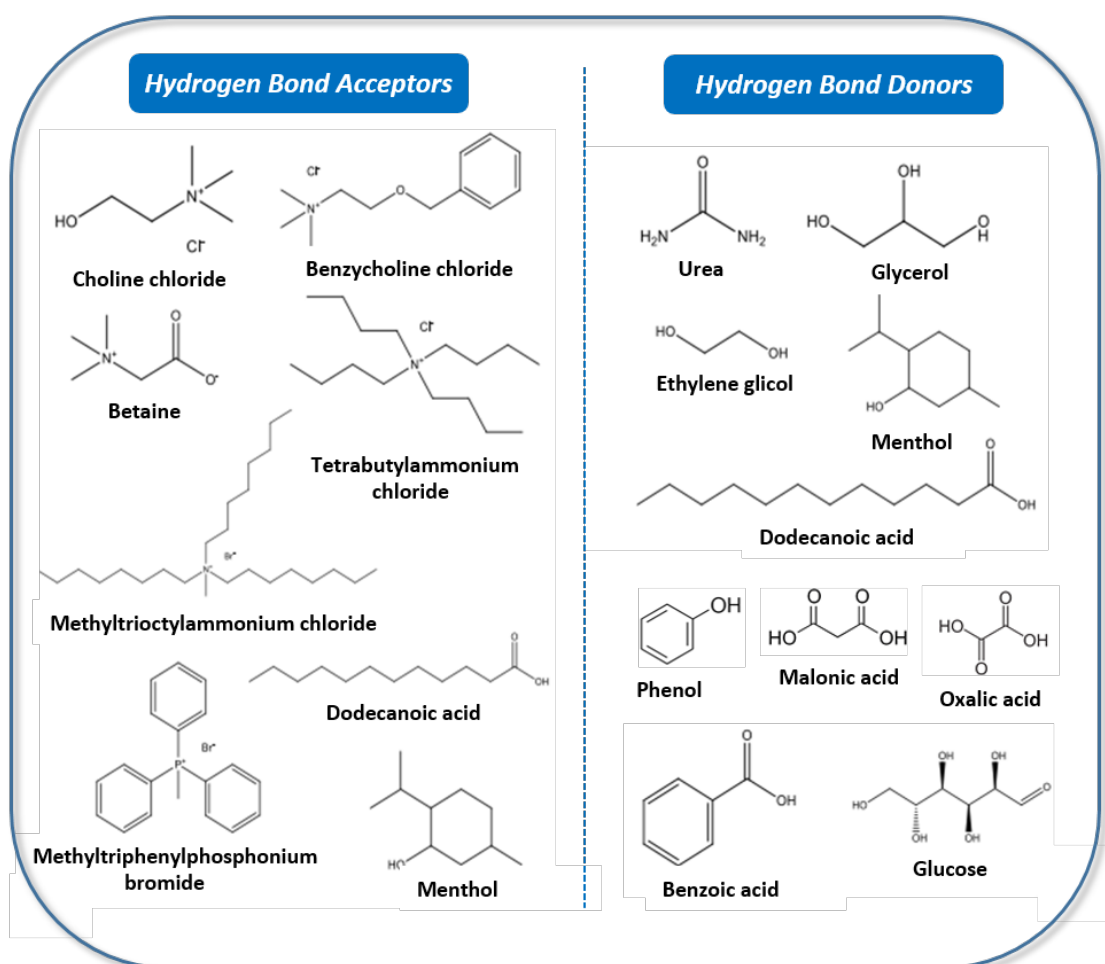 Hydrogen Bond Acceptors
Hydrogen Bond Donors
HO
N⁺
Cl⁻
Choline chloride
Cl⁻
N⁺
O
Benzycholine chloride
O
H₂N
NH₂
Urea
OH
HO
O
H
Glycerol
O
N⁺
O⁻
Betaine
Cl⁻
N⁺
Tetrabutylammonium
chloride
HO
OH
Ethylene glicol
HO
Menthol
Br⁻
N⁺
Methyltrioctylammonium chloride
O
OH
Dodecanoic acid
OH
Phenol
O
O
HO
OH
Malonic acid
O
HO
OH
O
Oxalic acid
O
OH
Dodecanoic acid
Br⁻
P⁺
Methyltriphenylphosphonium
bromide
HO
Menthol
O
OH
Benzoic acid
OH
OH
O
HO
OH
OH
Glucose